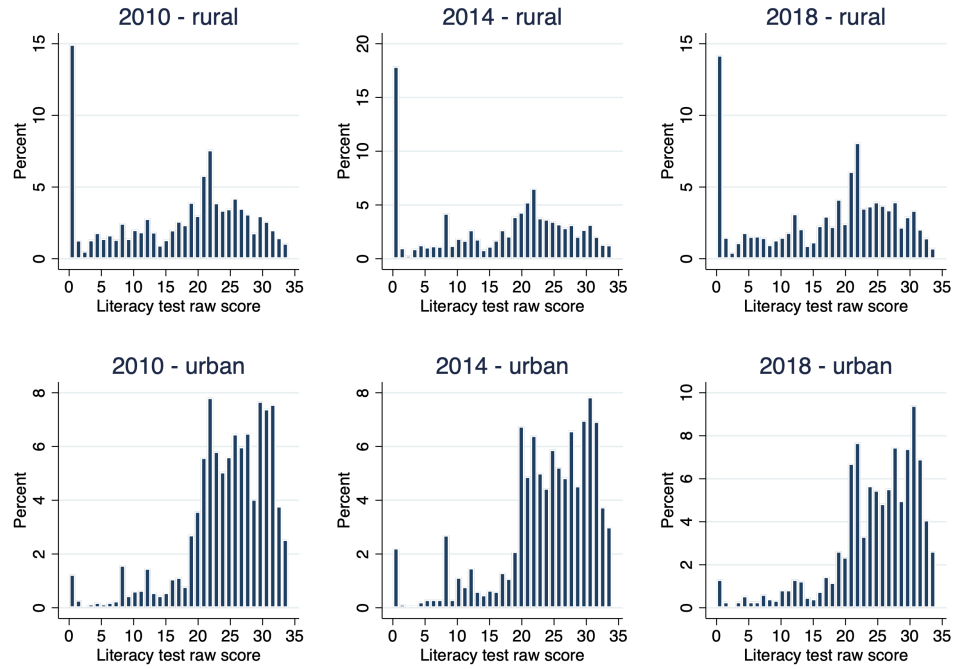 2010 - rural
2014 - rural
2018 - rural
Percent
15
10
5
0
0 5 10 15 20 25 30 35
Literacy test raw score
Percent
20
15
10
5
0
0 5 10 15 20 25 30 35
Literacy test raw score
Percent
15
10
5
0
0 5 10 15 20 25 30 35
Literacy test raw score
2010 - urban
2014 - urban
2018 - urban
Percent
8
6
4
2
0
0 5 10 15 20 25 30 35
Literacy test raw score
Percent
8
6
4
2
0
0 5 10 15 20 25 30 35
Literacy test raw score
Percent
10
8
6
4
2
0
0 5 10 15 20 25 30 35
Literacy test raw score